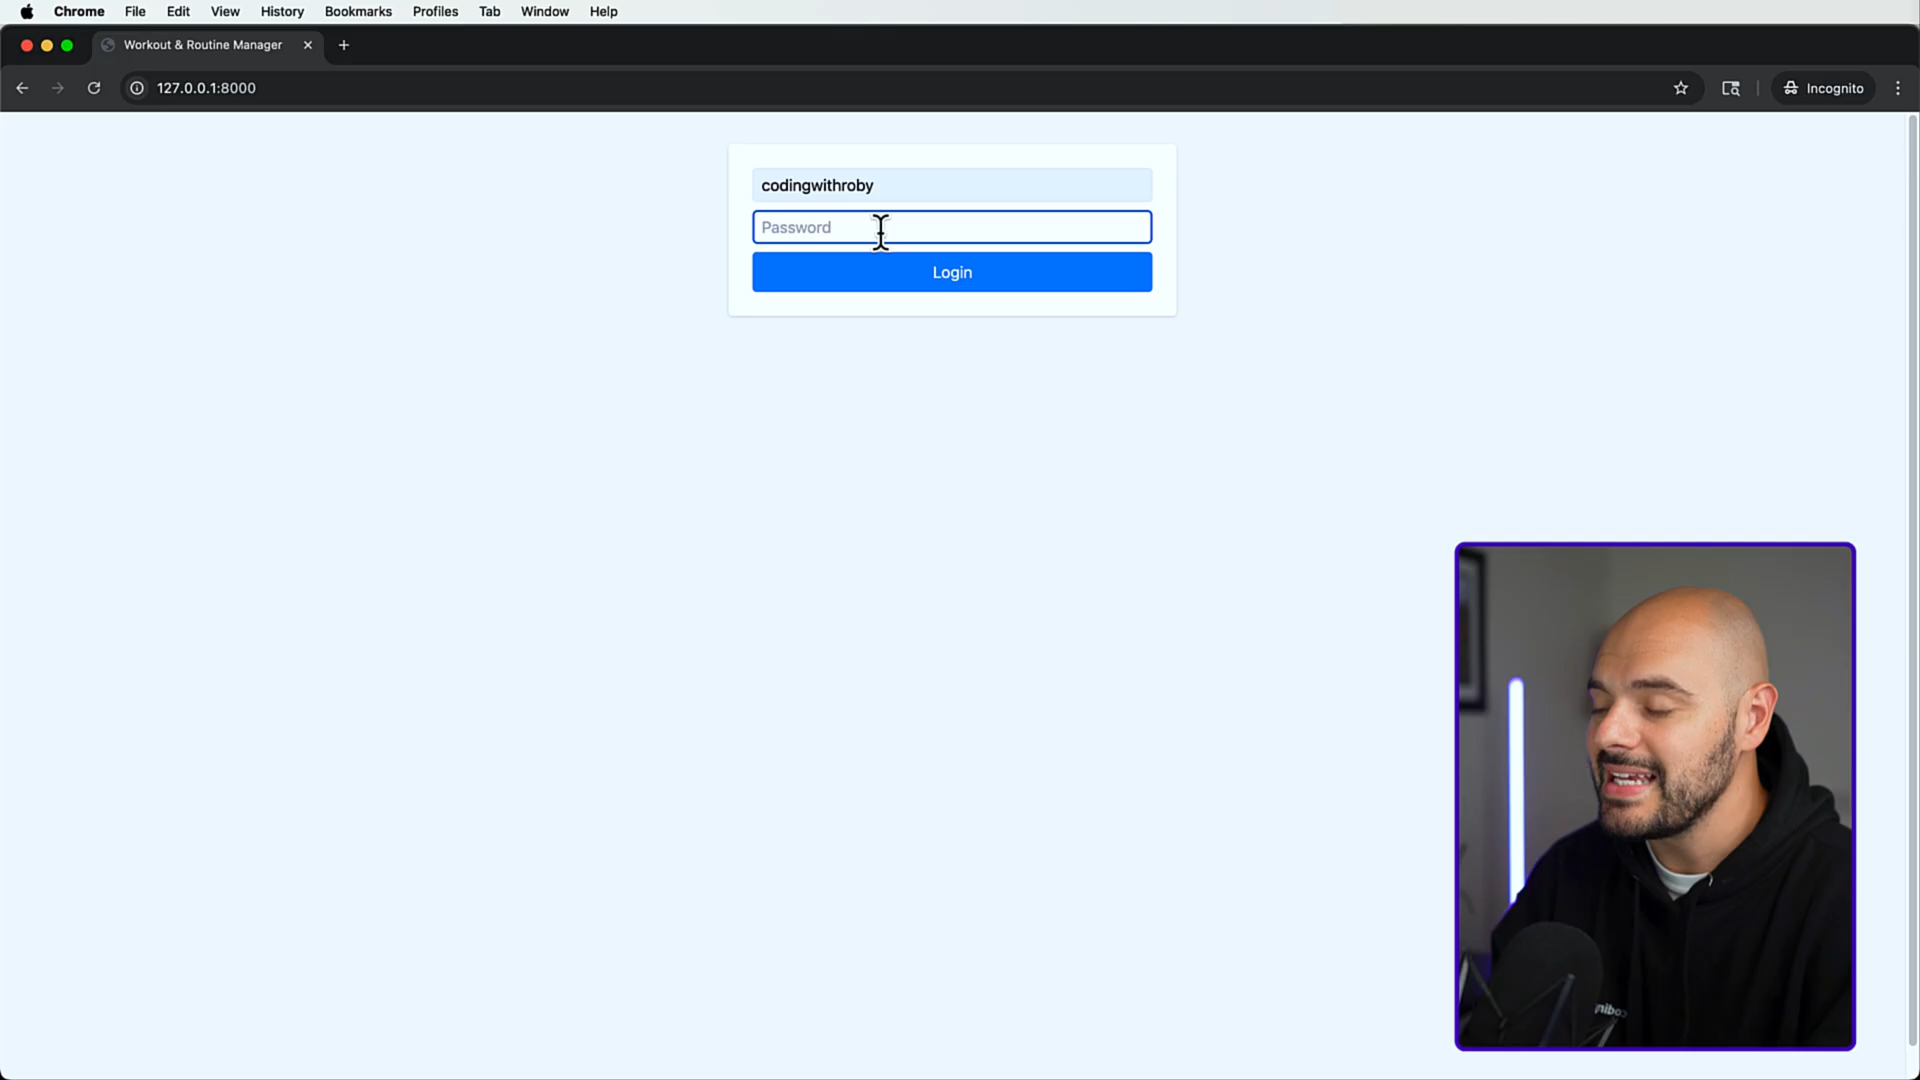 Chrome File Edit View History Bookmarks Profiles Tab Window Help
Workout & Routine Manager
127.0.0.1:8000
Incognito
codingwithroby
Password
Login